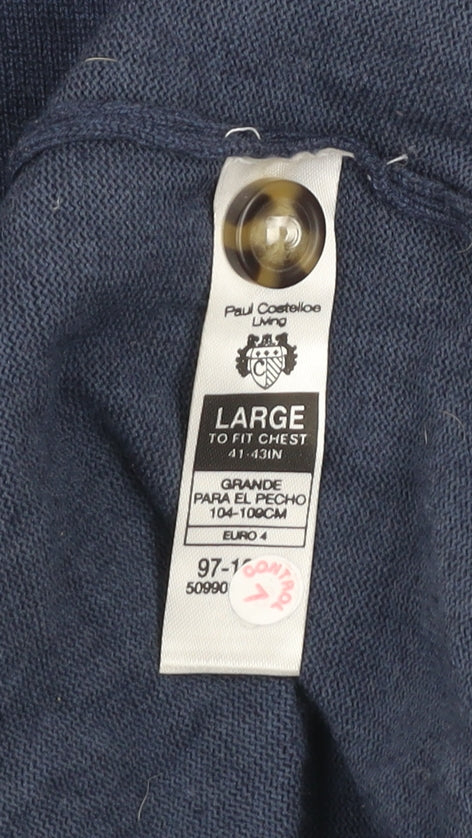 Paul Costelloe
Living
C
LARGE
TO FIT CHEST
41-43IN
GRANDE
PARA EL PECHO
104-109CM
EURO 4
97-1
50990
CONTROL
7